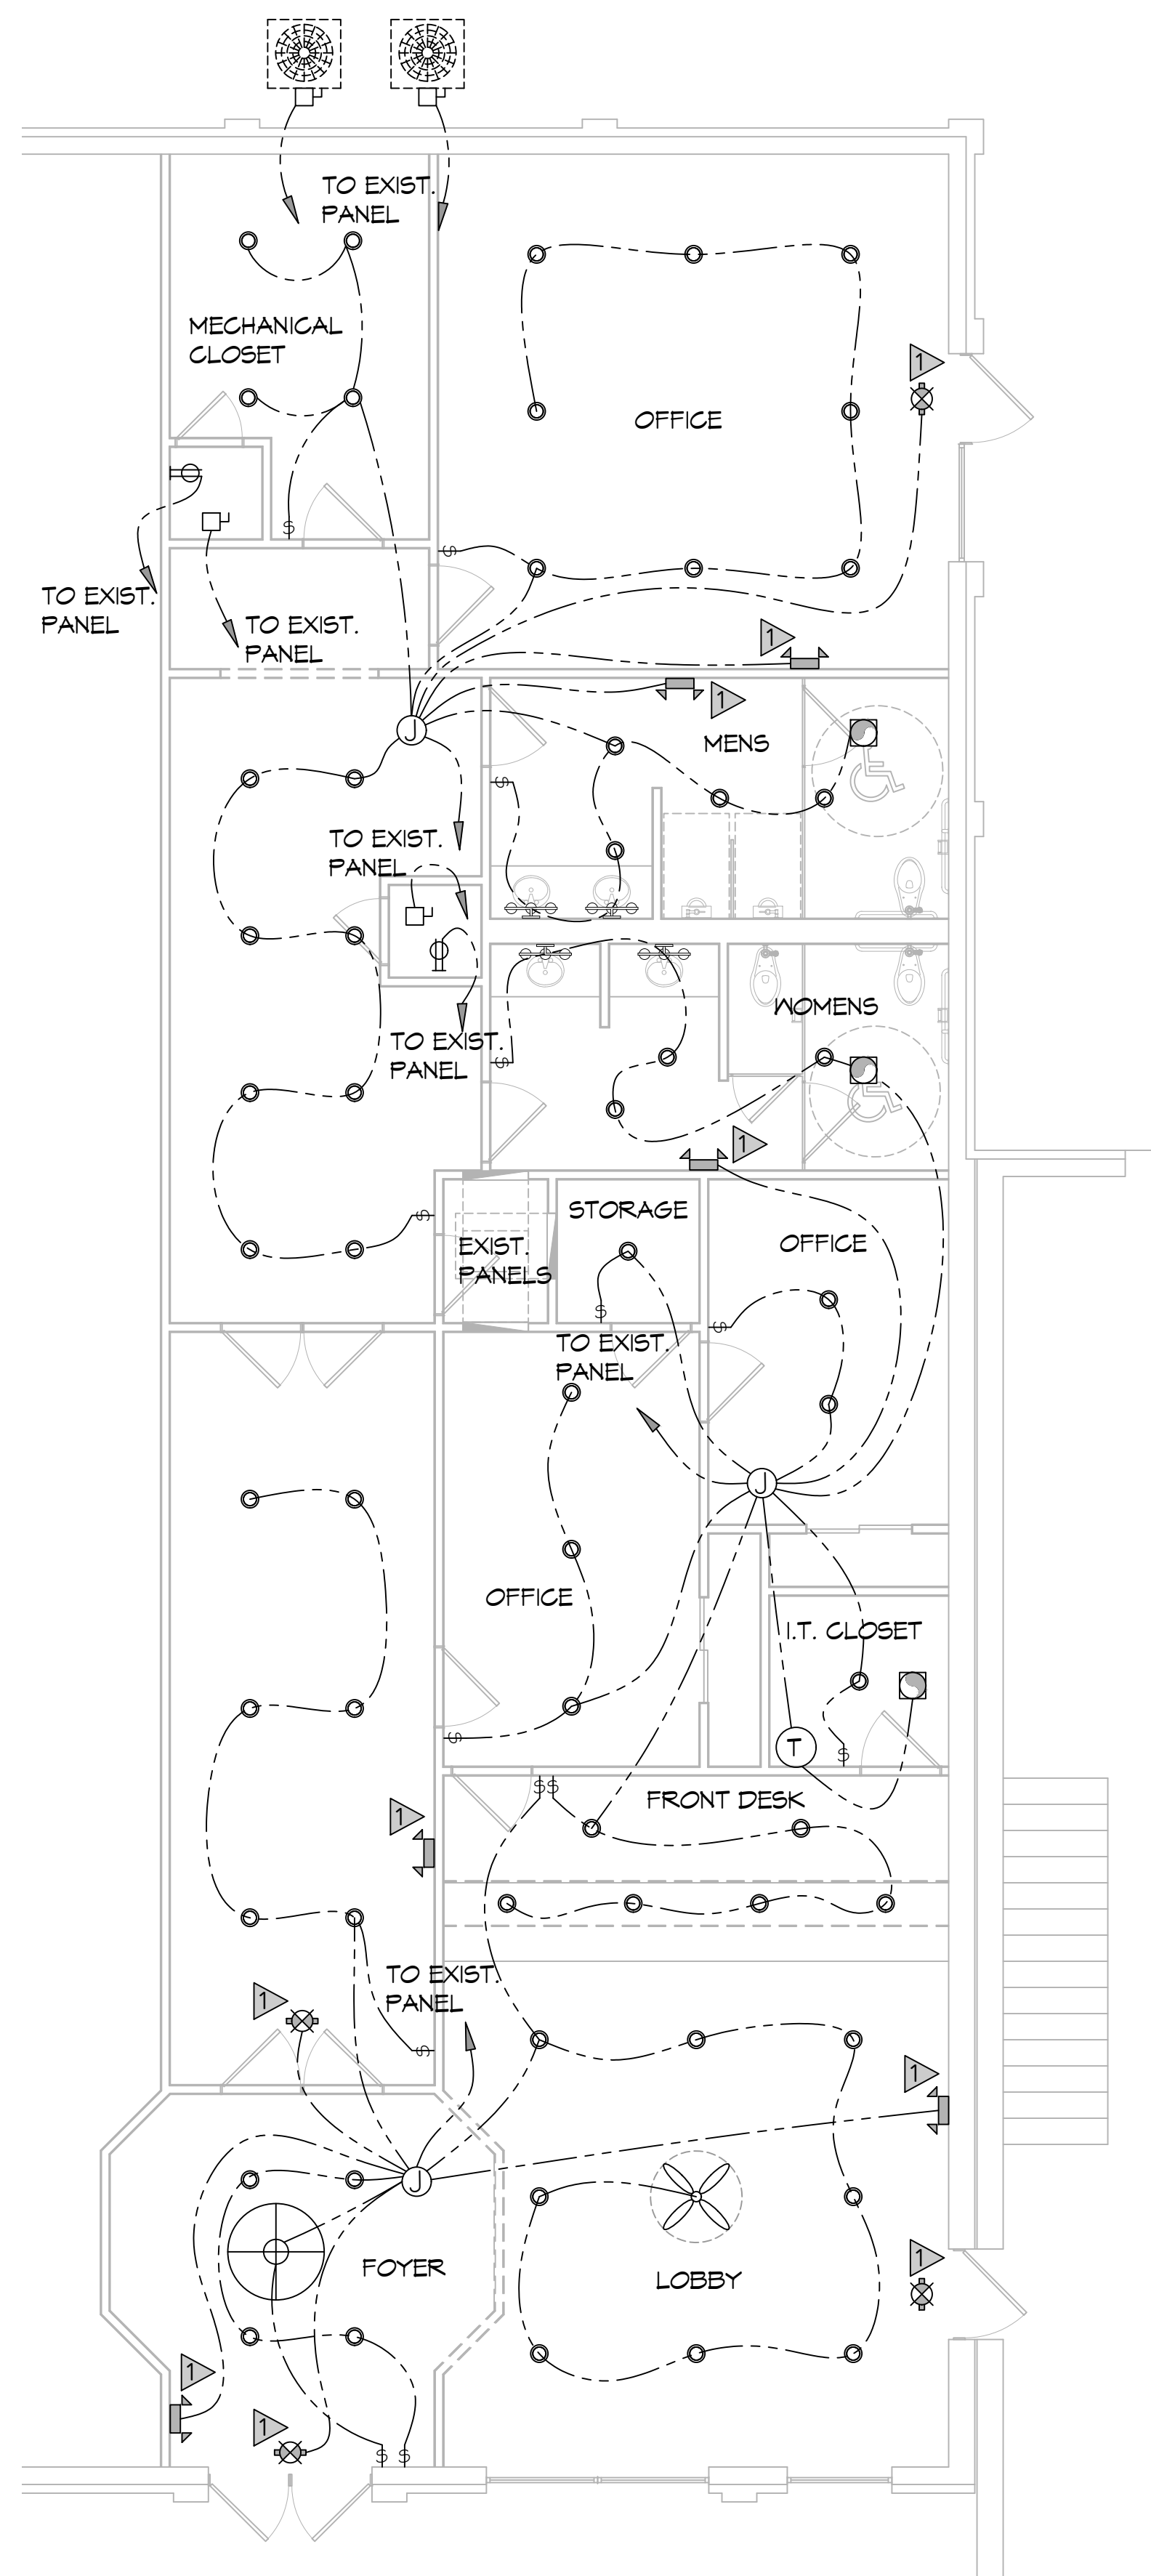 TO EXIST.
PANEL
MECHANICAL
CLOSET
1
OFFICE
$
$
TO EXIST.
PANEL
TO EXIST.
PANEL
1
1
J
MENS
$
TO EXIST.
PANEL
WOMENS
TO EXIST.
PANEL
$
1
STORAGE
$
OFFICE
EXIST.
PANELS
$
$
TO EXIST.
PANEL
J
OFFICE
I.T. CLOSET
$
T
$
$$
FRONT DESK
1
TO EXIST.
PANEL
1
$
1
J
FOYER
1
LOBBY
1
1
$ $